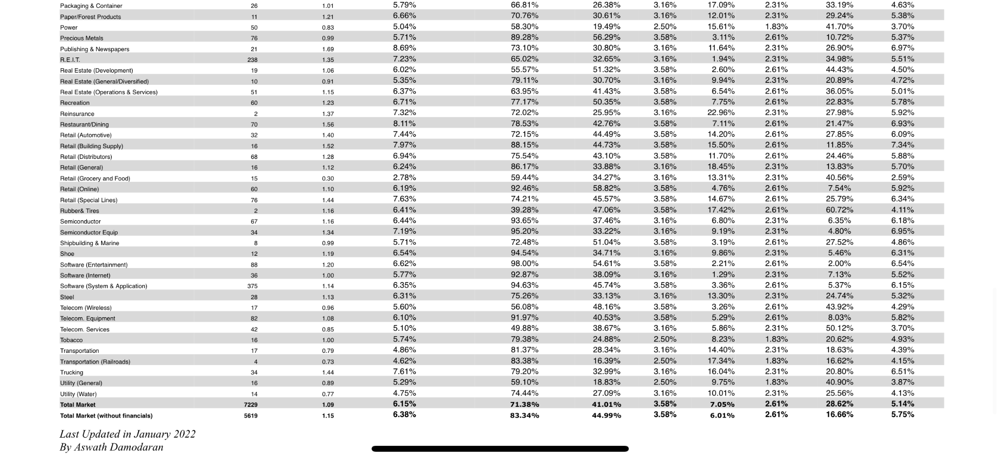 Packaging & Container 26 1.01 5.79% 66.81% 26.38% 3.16% 17.09% 2.31% 33.19% 4.63%
Paper/Forest Products 11 1.21 6.66% 70.76% 30.61% 3.16% 12.01% 2.31% 29.24% 5.38%
Power 50 0.83 5.04% 58.30% 19.49% 2.50% 15.61% 1.83% 41.70% 3.70%
Precious Metals 76 0.99 5.71% 89.28% 56.29% 3.58% 3.11% 2.61% 10.72% 5.37%
Publishing & Newspapers 21 1.69 8.69% 73.10% 30.80% 3.16% 11.64% 2.31% 26.90% 6.97%
R.E.I.T. 238 1.35 7.23% 65.02% 32.65% 3.16% 1.94% 2.31% 34.98% 5.51%
Real Estate (Development) 19 1.06 6.02% 55.57% 51.32% 3.58% 2.60% 2.61% 44.43% 4.50%
Real Estate (General/Diversified) 10 0.91 5.35% 79.11% 30.70% 3.16% 9.94% 2.31% 20.89% 4.72%
Real Estate (Operations & Services) 51 1.15 6.37% 63.95% 41.43% 3.58% 6.54% 2.61% 36.05% 5.01%
Recreation 60 1.23 6.71% 77.17% 50.35% 3.58% 7.75% 2.61% 22.83% 5.78%
Reinsurance 2 1.37 7.32% 72.02% 25.95% 3.16% 22.96% 2.31% 27.98% 5.92%
Restaurant/Dining 70 1.56 8.11% 78.53% 42.76% 3.58% 7.11% 2.61% 21.47% 6.93%
Retail (Automotive) 32 1.40 7.44% 72.15% 44.49% 3.58% 14.20% 2.61% 27.85% 6.09%
Retail (Building Supply) 16 1.52 7.97% 88.15% 44.73% 3.58% 15.50% 2.61% 11.85% 7.34%
Retail (Distributors) 68 1.28 6.94% 75.54% 43.10% 3.58% 11.70% 2.61% 24.46% 5.88%
Retail (General) 16 1.12 6.24% 86.17% 33.88% 3.16% 18.45% 2.31% 13.83% 5.70%
Retail (Grocery and Food) 15 0.30 2.78% 59.44% 34.27% 3.16% 13.31% 2.31% 40.56% 2.59%
Retail (Online) 60 1.10 6.19% 92.46% 58.82% 3.58% 4.76% 2.61% 7.54% 5.92%
Retail (Special Lines) 76 1.44 7.63% 74.21% 45.57% 3.58% 14.67% 2.61% 25.79% 6.34%
Rubber& Tires 2 1.16 6.41% 39.28% 47.06% 3.58% 17.42% 2.61% 60.72% 4.11%
Semiconductor 67 1.16 6.44% 93.65% 37.46% 3.16% 6.80% 2.31% 6.35% 6.18%
Semiconductor Equip 34 1.34 7.19% 95.20% 33.22% 3.16% 9.19% 2.31% 4.80% 6.95%
Shipbuilding & Marine 8 0.99 5.71% 72.48% 51.04% 3.58% 3.19% 2.61% 27.52% 4.86%
Shoe 12 1.19 6.54% 94.54% 34.71% 3.16% 9.86% 2.31% 5.46% 6.31%
Software (Entertainment) 88 1.20 6.62% 98.00% 54.61% 3.58% 2.21% 2.61% 2.00% 6.54%
Software (Internet) 36 1.00 5.77% 92.87% 38.09% 3.16% 1.29% 2.31% 7.13% 5.52%
Software (System & Application) 375 1.14 6.35% 94.63% 45.74% 3.58% 3.36% 2.61% 5.37% 6.15%
Steel 28 1.13 6.31% 75.26% 33.13% 3.16% 13.30% 2.31% 24.74% 5.32%
Telecom (Wireless) 17 0.96 5.60% 56.08% 48.16% 3.58% 3.26% 2.61% 43.92% 4.29%
Telecom. Equipment 82 1.08 6.10% 91.97% 40.53% 3.58% 5.29% 2.61% 8.03% 5.82%
Telecom. Services 42 0.85 5.10% 49.88% 38.67% 3.16% 5.86% 2.31% 50.12% 3.70%
Tobacco 16 1.00 5.74% 79.38% 24.88% 2.50% 8.23% 1.83% 20.62% 4.93%
Transportation 17 0.79 4.86% 81.37% 28.34% 3.16% 14.40% 2.31% 18.63% 4.39%
Transportation (Railroads) 4 0.73 4.62% 83.38% 16.39% 2.50% 17.34% 1.83% 16.62% 4.15%
Trucking 34 1.44 7.61% 79.20% 32.99% 3.16% 16.04% 2.31% 20.80% 6.51%
Utility (General) 16 0.89 5.29% 59.10% 18.83% 2.50% 9.75% 1.83% 40.90% 3.87%
Utility (Water) 14 0.77 4.75% 74.44% 27.09% 3.16% 10.01% 2.31% 25.56% 4.13%
Total Market 7229 1.09 6.15% 71.38% 41.01% 3.58% 7.05% 2.61% 28.62% 5.14%
Total Market (without financials) 5619 1.15 6.38% 83.34% 44.99% 3.58% 6.01% 2.61% 16.66% 5.75%
Last Updated in January 2022
By Aswath Damodaran